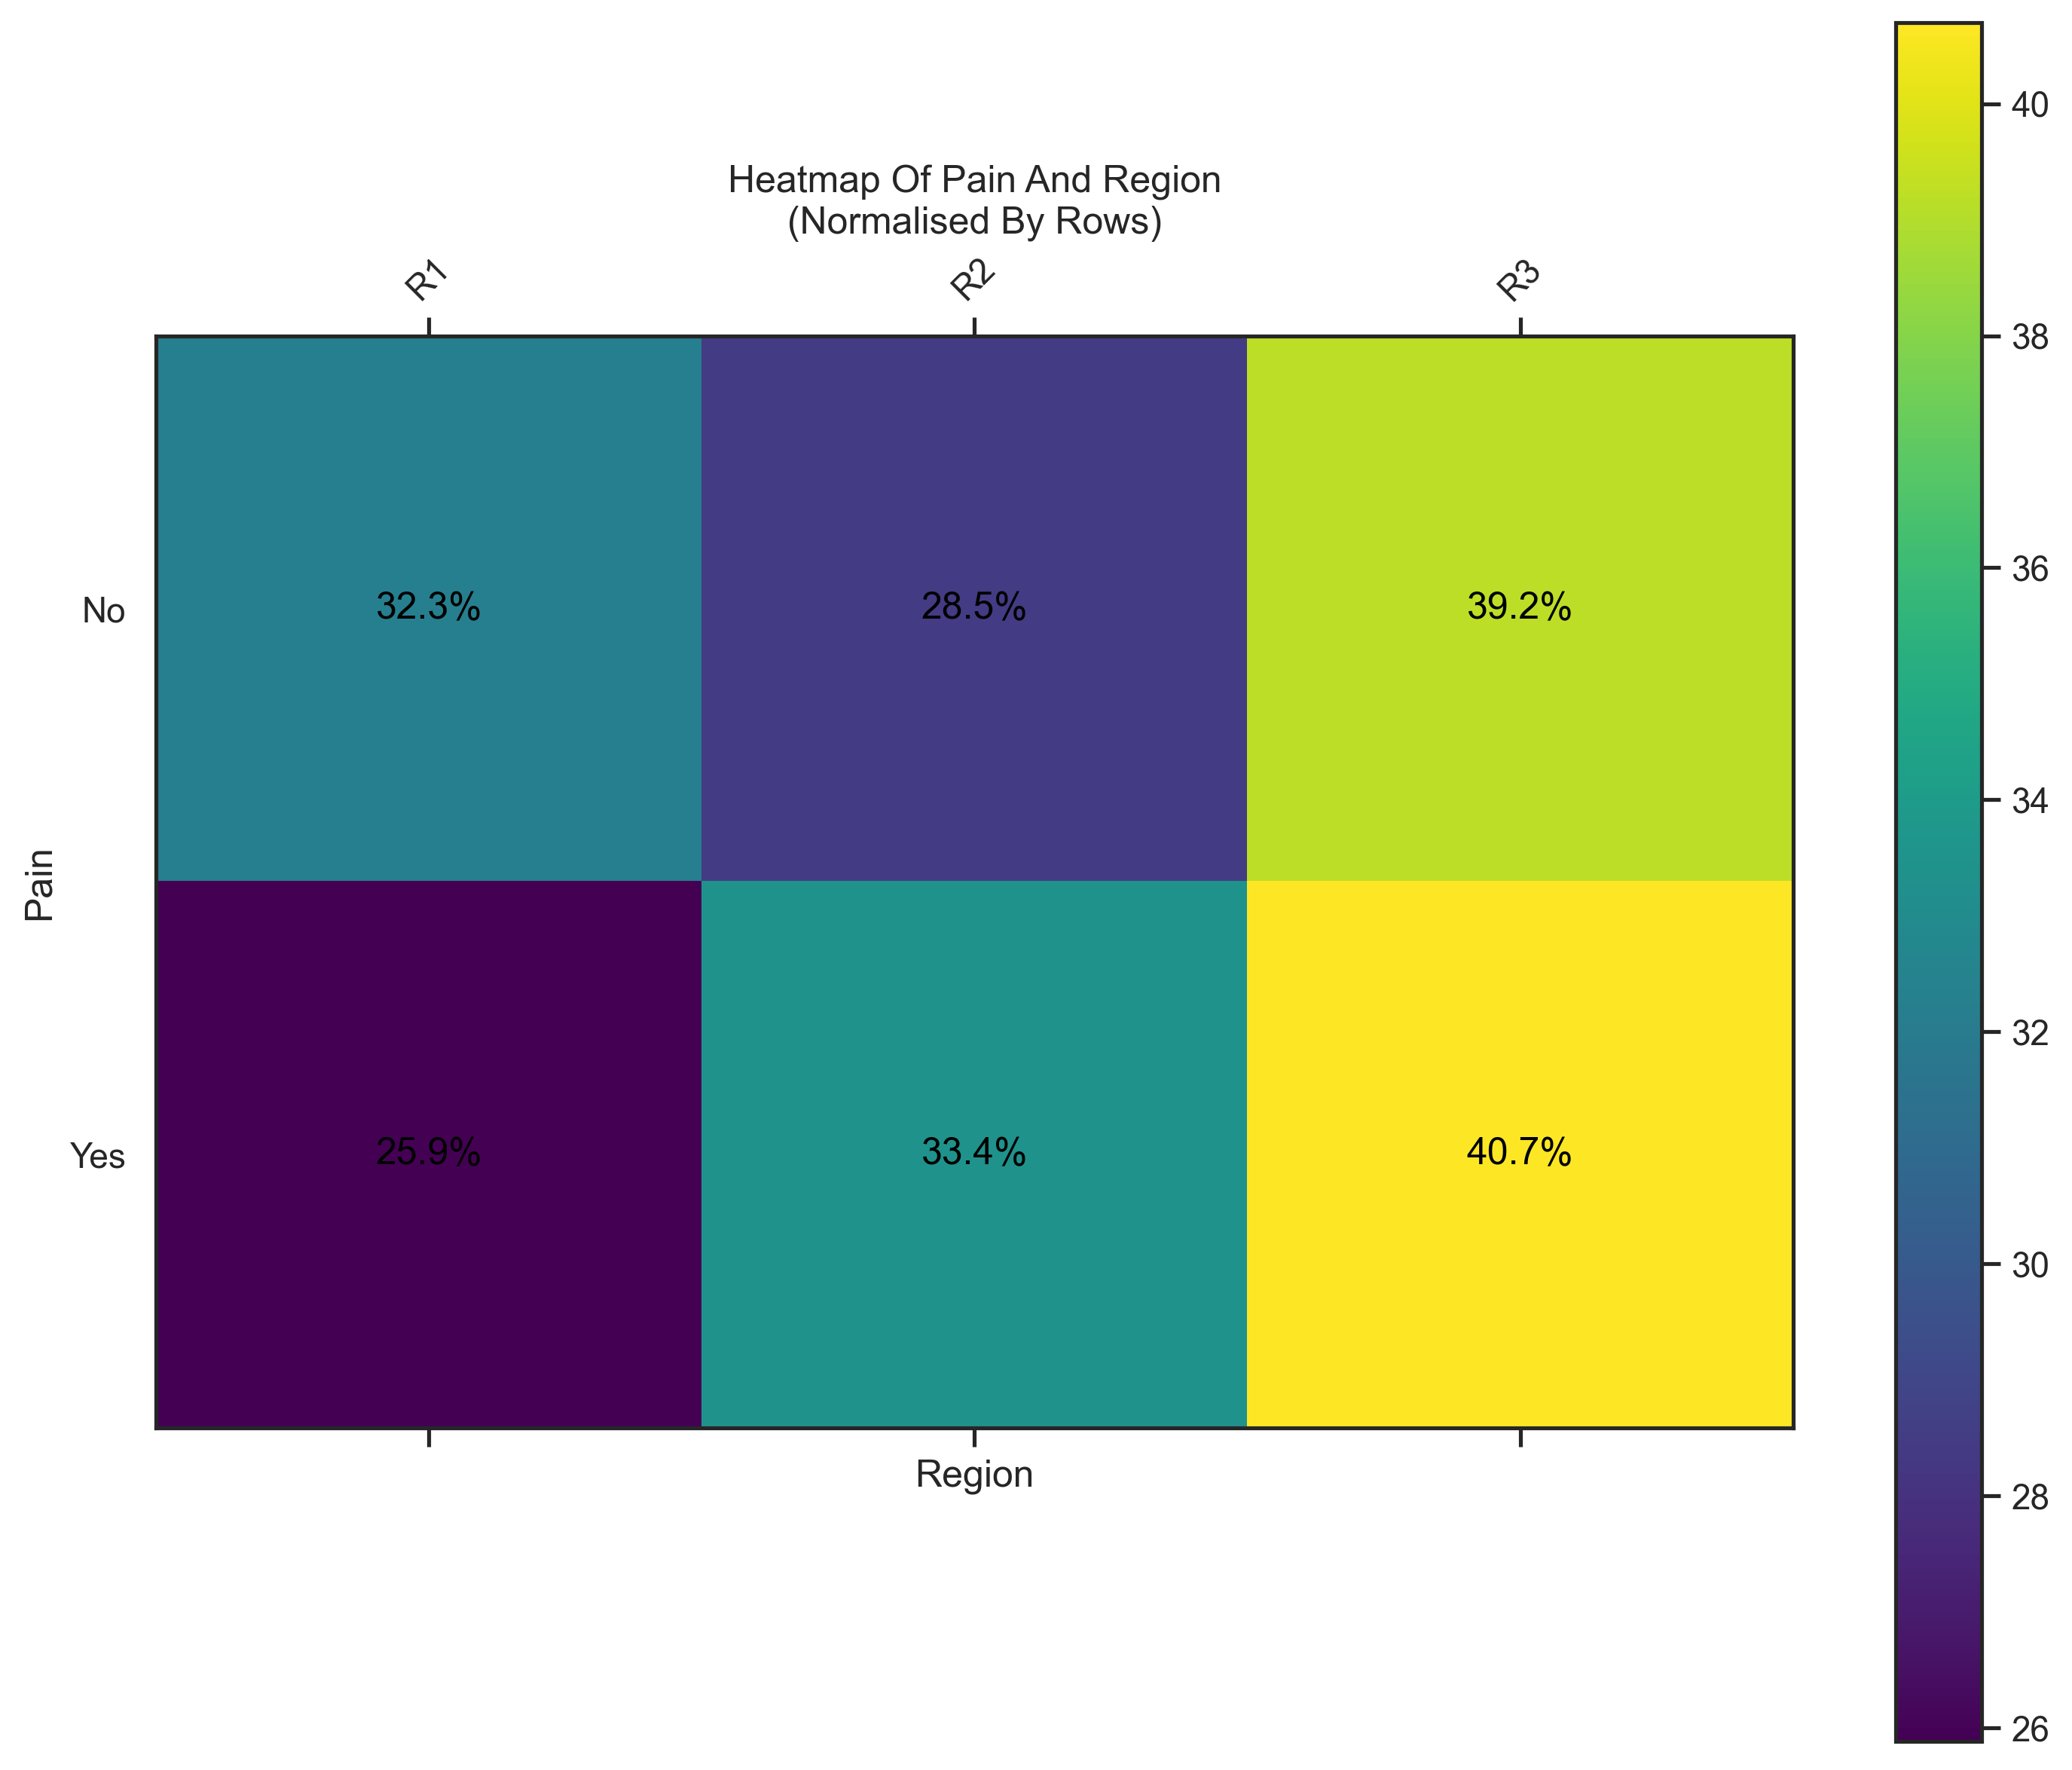 Heatmap Of Pain And Region
(Normalised By Rows)
R1 R2 R3
No 32.3% 28.5% 39.2%
Pain
Yes 25.9% 33.4% 40.7%
Region
40
38
36
34
32
30
28
26